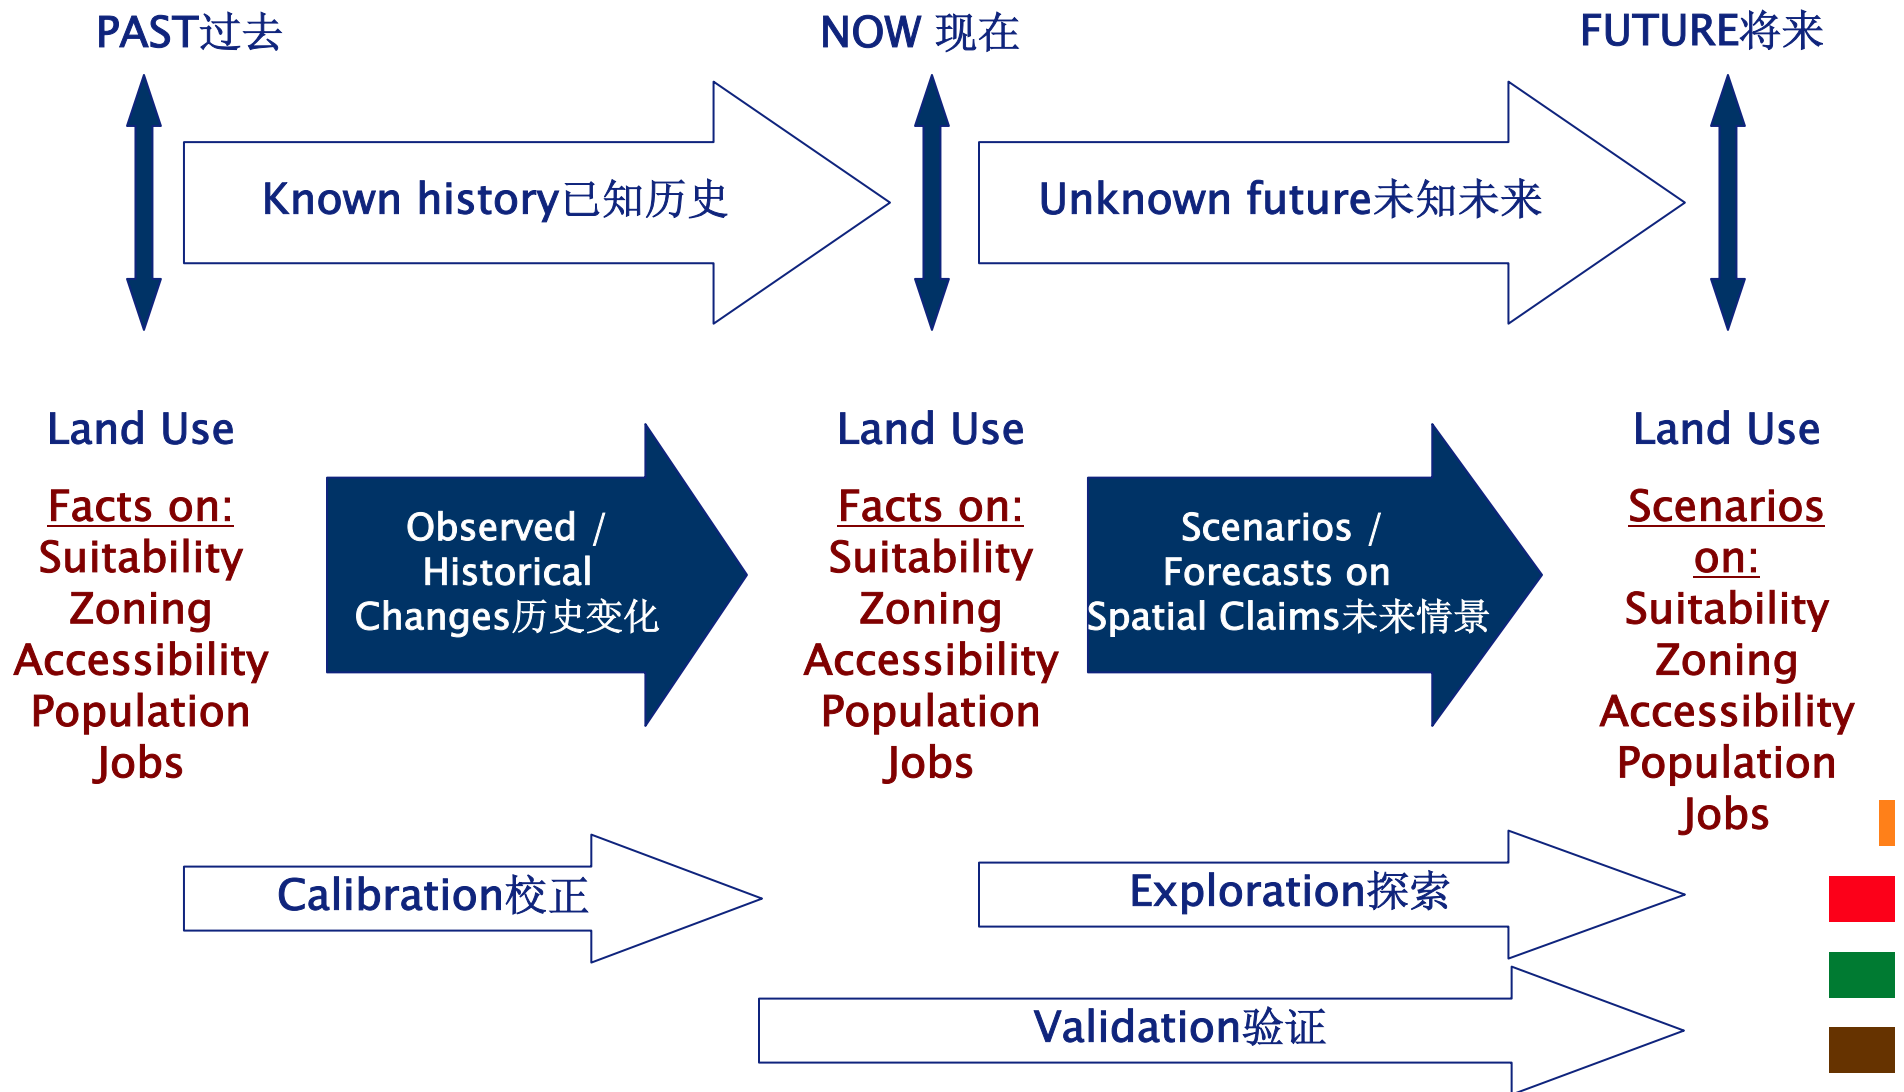 PAST过去
NOW 现在
FUTURE将来
Known history已知历史
Unknown future未知未来
Land Use
Facts on:
Suitability
Zoning
Accessibility
Population
Jobs
Observed /
Historical
Changes历史变化
Land Use
Facts on:
Suitability
Zoning
Accessibility
Population
Jobs
Scenarios /
Forecasts on
Spatial Claims未来情景
Land Use
Scenarios
on:
Suitability
Zoning
Accessibility
Population
Jobs
Calibration校正
Exploration探索
Validation验证